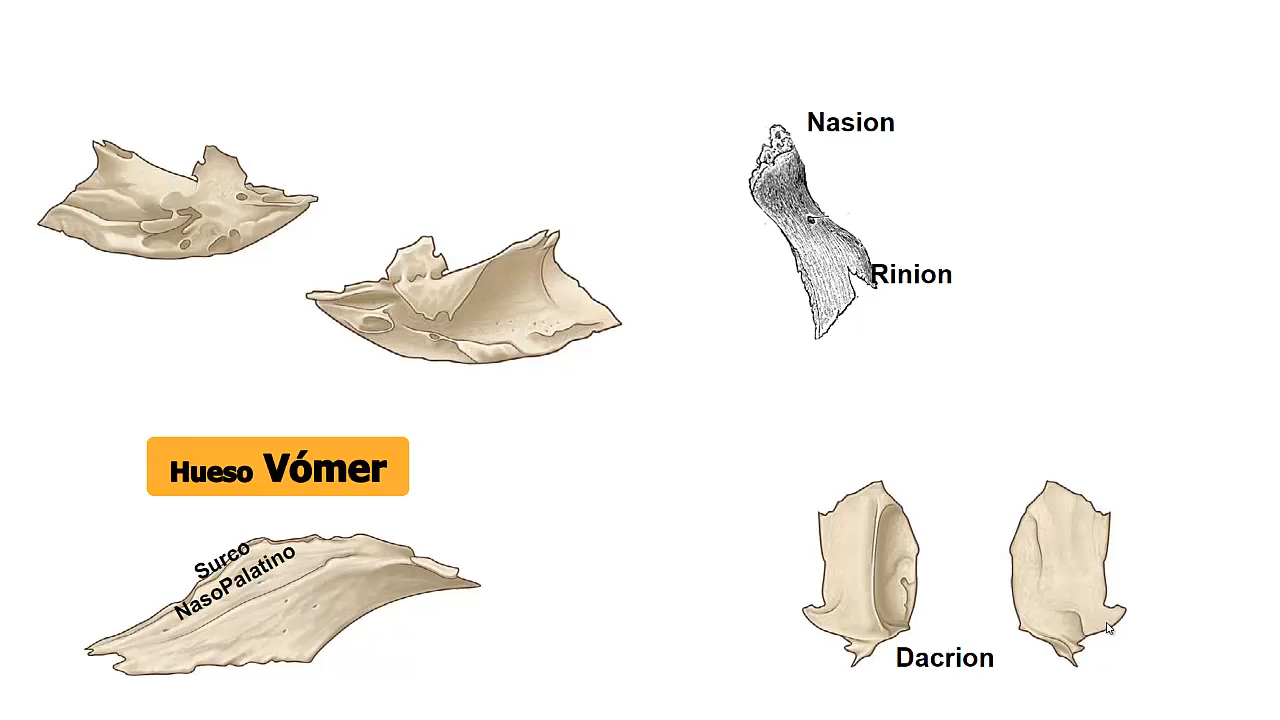 Nasion
Rinion
Hueso Vómer
Surco
NasoPalatino
Dacrion